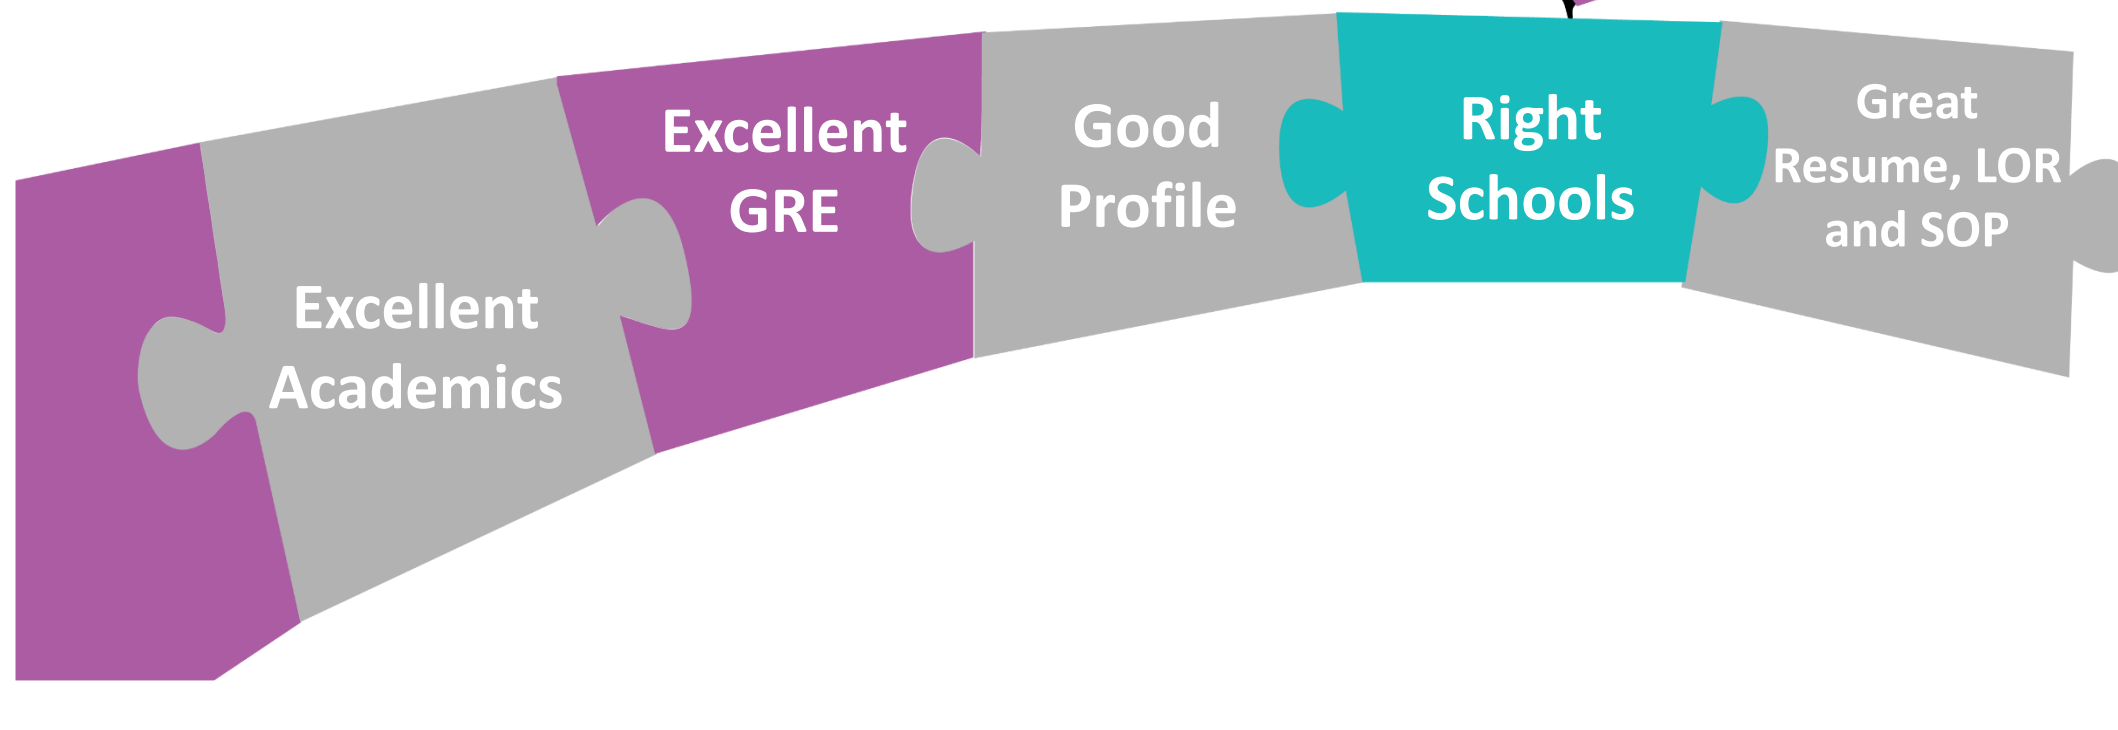 Excellent
Academics
Excellent
GRE
Good
Profile
Right
Schools
Great
Resume, LOR
and SOP